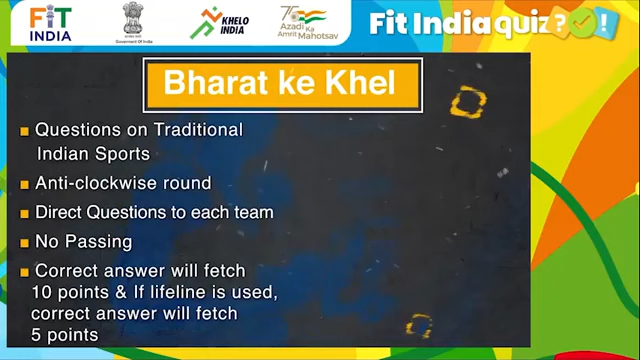 FIT
INDIA
Government Of India
KHELO
INDIA
75
Azadi Ka
Amrit Mahotsav
Fit India quiz?!
Bharat ke Khel
Questions on Traditional
Indian Sports
Anti-clockwise round
Direct Questions to each team
No Passing
Correct answer will fetch
10 points & If lifeline is used,
correct answer will fetch
5 points